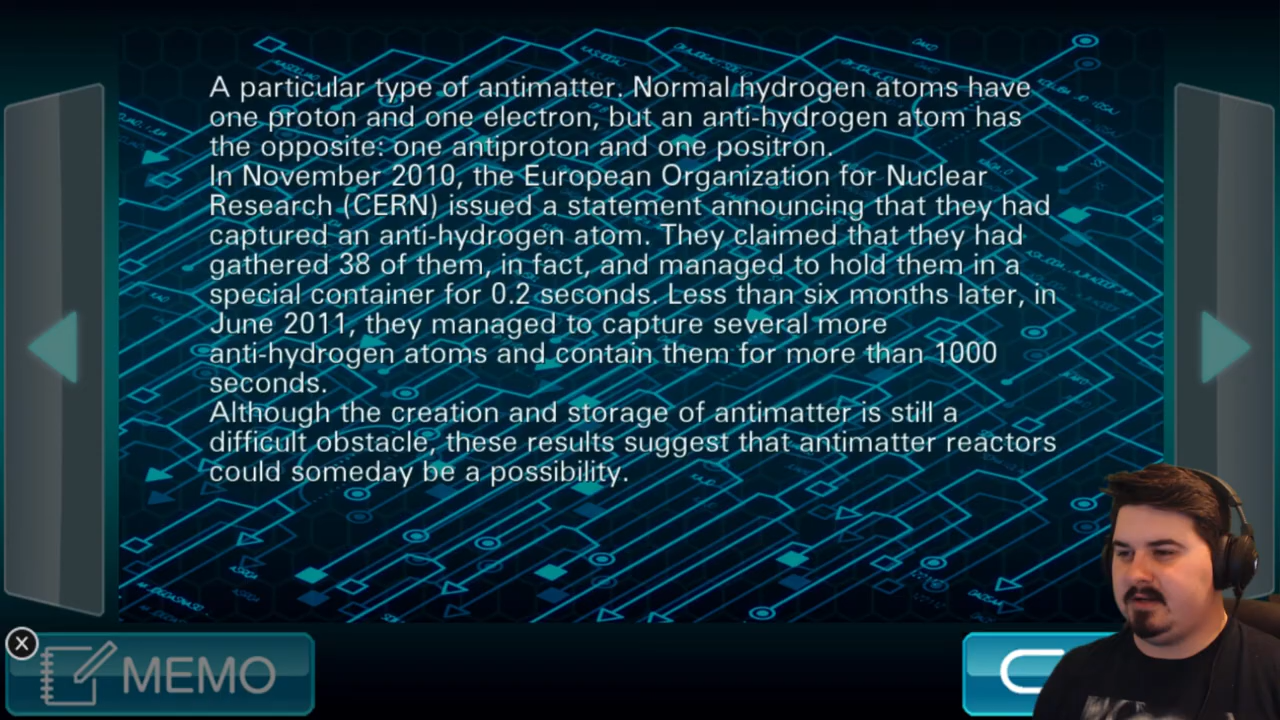 A particular type of antimatter. Normal hydrogen atoms have
one proton and one electron, but an anti-hydrogen atom has
the opposite: one antiproton and one positron.
In November 2010, the European Organization for Nuclear
Research (CERN) issued a statement announcing that they had
captured an anti-hydrogen atom. They claimed that they had
gathered 38 of them, in fact, and managed to hold them in a
special container for 0.2 seconds. Less than six months later, in
June 2011, they managed to capture several more
anti-hydrogen atoms and contain them for more than 1000
seconds.
Although the creation and storage of antimatter is still a
difficult obstacle, these results suggest that antimatter reactors
could someday be a possibility.
MEMO